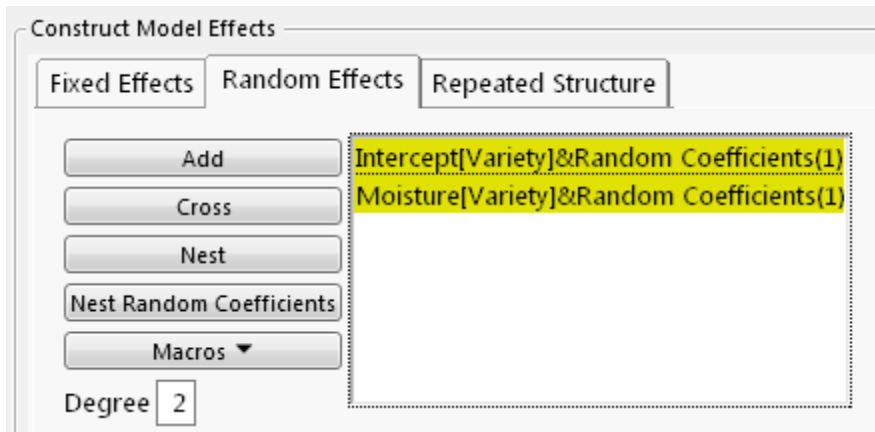 Construct Model Effects
Fixed Effects
Random Effects
Repeated Structure
Add
Cross
Nest
Nest Random Coefficients
Macros
Degree 2
Intercept[Variety]&Random Coefficients(1)
Moisture[Variety]&Random Coefficients(1)